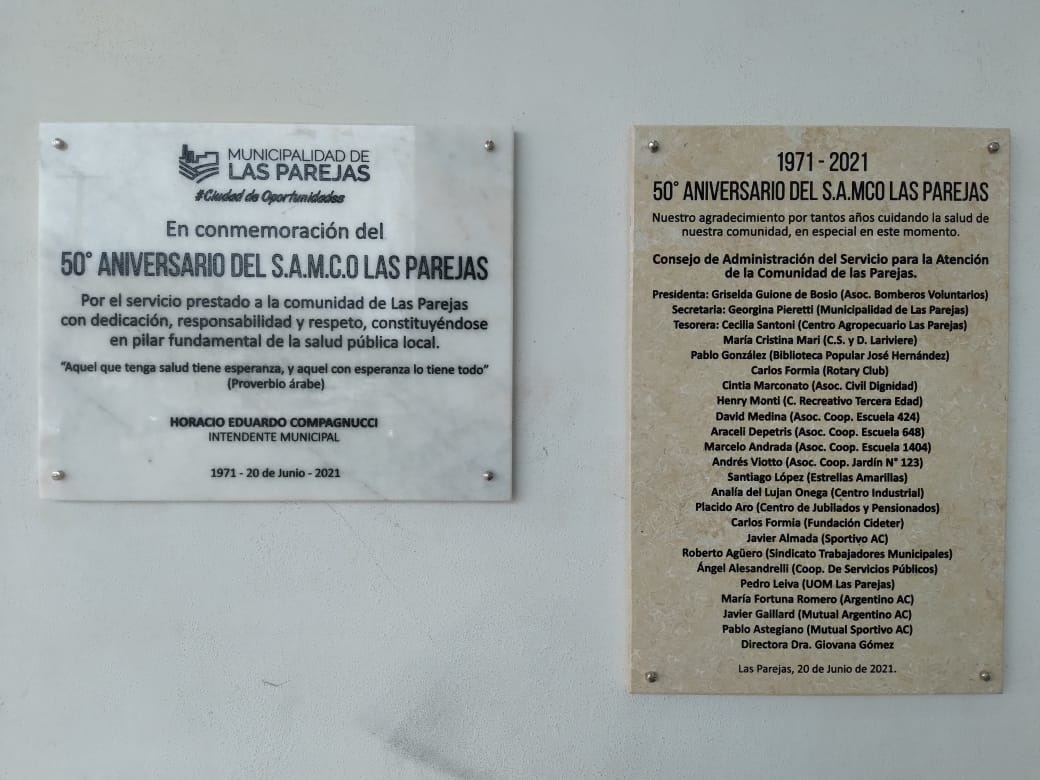 MUNICIPALIDAD DE
LAS PAREJAS
#Ciudad de Oportunidades
En conmemoración del
50° ANIVERSARIO DEL S.A.M.C.O LAS PAREJAS
Por el servicio prestado a la comunidad de Las Parejas
con dedicación, responsabilidad y respeto, constituyéndose
en pilar fundamental de la salud pública local.
“Aquel que tenga salud tiene esperanza, y aquel con esperanza lo tiene todo”
(Proverbio árabe)
HORACIO EDUARDO COMPAGNUCCI
INTENDENTE MUNICIPAL
1971 - 20 de Junio - 2021
1971 - 2021
50° ANIVERSARIO DEL S.A.MCO LAS PAREJAS
Nuestro agradecimiento por tantos años cuidando la salud de
nuestra comunidad, en especial en este momento.
Consejo de Administración del Servicio para la Atención
de la Comunidad de las Parejas.
Presidenta: Griselda Guione de Bosio (Asoc. Bomberos Voluntarios)
Secretaria: Georgina Pieretti (Municipalidad de Las Parejas)
Tesorera: Cecilia Santoni (Centro Agropecuario Las Parejas)
María Cristina Mari (C.S. y D. Lariviere)
Pablo González (Biblioteca Popular José Hernández)
Carlos Formia (Rotary Club)
Cintia Marconato (Asoc. Civil Dignidad)
Henry Monti (C. Recreativo Tercera Edad)
David Medina (Asoc. Coop. Escuela 424)
Araceli Depetris (Asoc. Coop. Escuela 648)
Marcelo Andrada (Asoc. Coop. Escuela 1404)
Andrés Viotto (Asoc. Coop. Jardín N° 123)
Santiago López (Estrellas Amarillas)
Analía del Lujan Onega (Centro Industrial)
Placido Aro (Centro de Jubilados y Pensionados)
Carlos Formia (Fundación Cideter)
Javier Almada (Sportivo AC)
Roberto Agüero (Sindicato Trabajadores Municipales)
Ángel Alesandrelli (Coop. De Servicios Públicos)
Pedro Leiva (UOM Las Parejas)
María Fortuna Romero (Argentino AC)
Javier Gaillard (Mutual Argentino AC)
Pablo Astegiano (Mutual Sportivo AC)
Directora Dra. Giovana Gómez
Las Parejas, 20 de Junio de 2021.